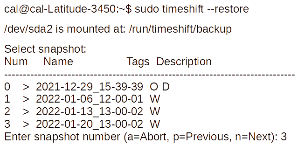 cal@cal-Latitude-3450:~$ sudo timeshift --restore
/dev/sda2 is mounted at: /run/timeshift/backup
Select snapshot:
Num Name Tags Description
------------------------------------------------------------------------------
0 > 2021-12-29_15-39-39 O D
1 > 2022-01-06_12-00-01 W
2 > 2022-01-13_13-00-02 W
3 > 2022-01-20_13-00-02 W
Enter snapshot number (a=Abort, p=Previous, n=Next): 3